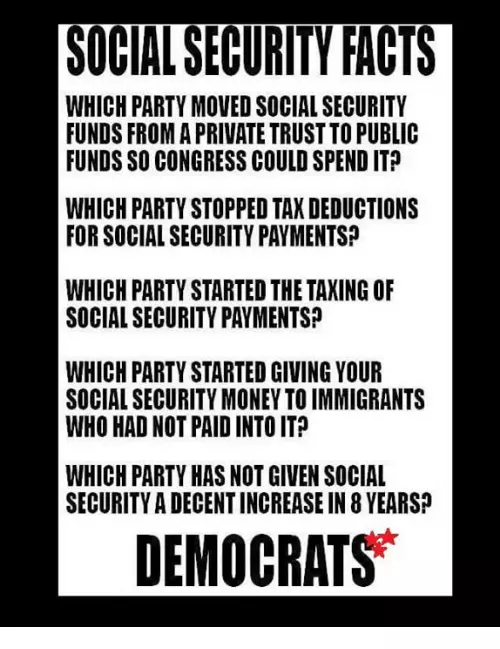 SOCIAL SECURITY FACTS
WHICH PARTY MOVED SOCIAL SECURITY
FUNDS FROM A PRIVATE TRUST TO PUBLIC
FUNDS SO CONGRESS COULD SPEND IT?
WHICH PARTY STOPPED TAX DEDUCTIONS
FOR SOCIAL SECURITY PAYMENTS?
WHICH PARTY STARTED THE TAXING OF
SOCIAL SECURITY PAYMENTS?
WHICH PARTY STARTED GIVING YOUR
SOCIAL SECURITY MONEY TO IMMIGRANTS
WHO HAD NOT PAID INTO IT?
WHICH PARTY HAS NOT GIVEN SOCIAL
SECURITY A DECENT INCREASE IN 8 YEARS?
DEMOCRATS